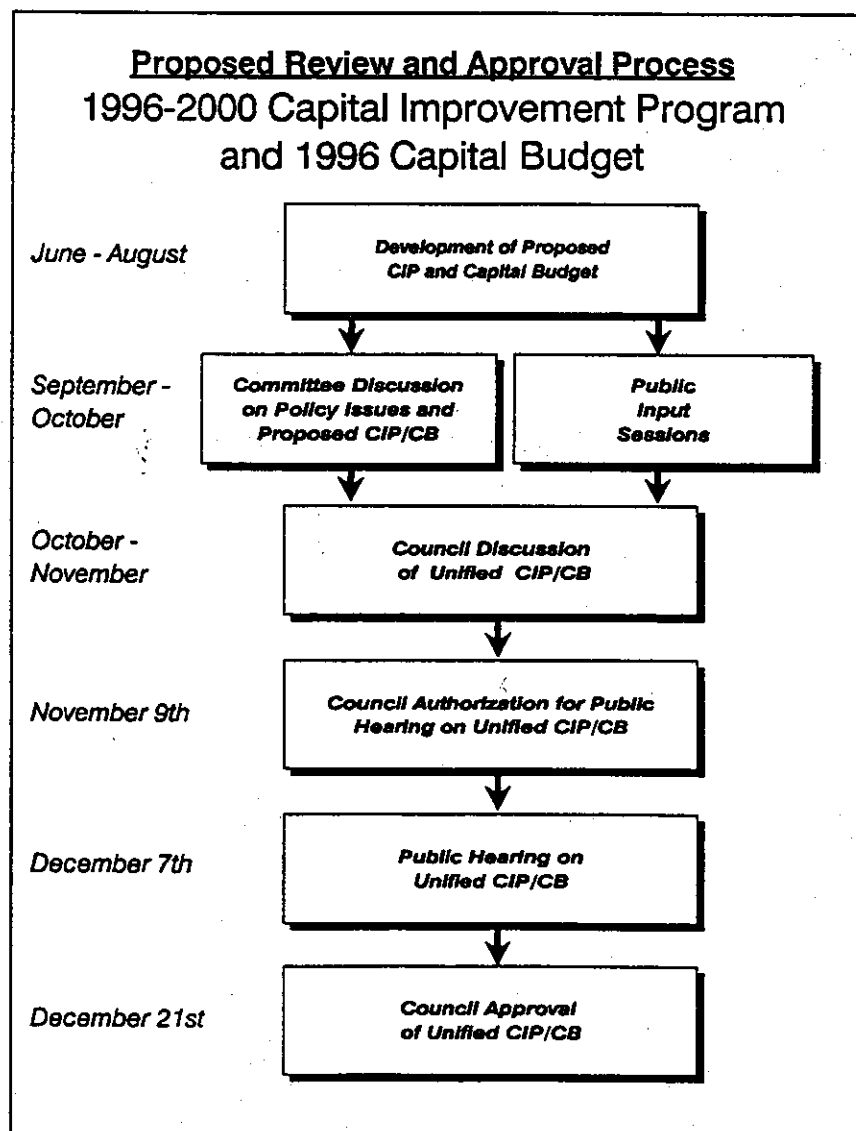 Proposed Review and Approval Process
1996-2000 Capital Improvement Program
and 1996 Capital Budget
June - August
Development of Proposed
CIP and Capital Budget
September -
October
Committee Discussion
on Policy Issues and
Proposed CIP/CB
Public
Input
Sessions
October -
November
Council Discussion
of Unified CIP/CB
November 9th
Council Authorization for Public
Hearing on Unified CIP/CB
December 7th
Public Hearing on
Unified CIP/CB
December 21st
Council Approval
of Unified CIP/CB